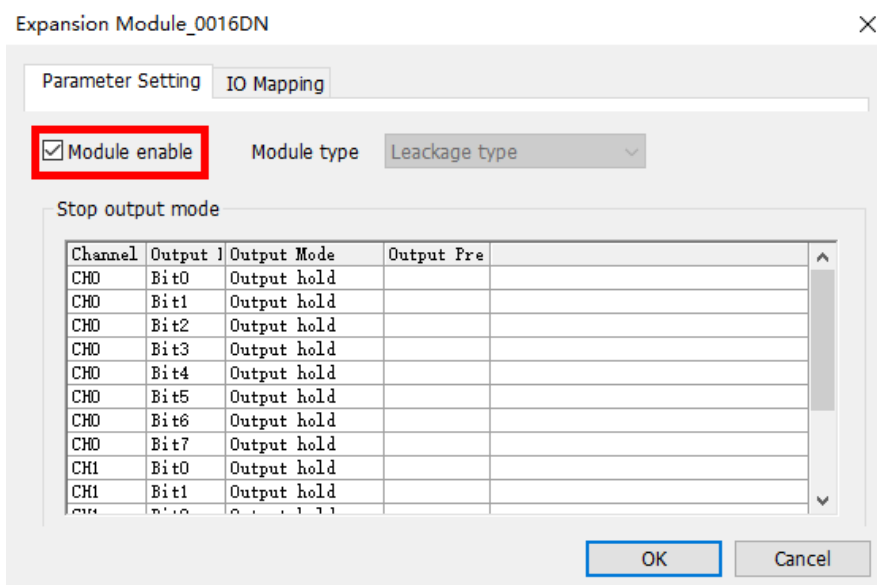 Expansion Module_0016DN
Parameter Setting IO Mapping
Module enable Module type Leackage type
Stop output mode
Channel Output Output Mode Output Pre
CH0 Bit0 Output hold
CH0 Bit1 Output hold
CH0 Bit2 Output hold
CH0 Bit3 Output hold
CH0 Bit4 Output hold
CH0 Bit5 Output hold
CH0 Bit6 Output hold
CH0 Bit7 Output hold
CH1 Bit0 Output hold
CH1 Bit1 Output hold
OK Cancel